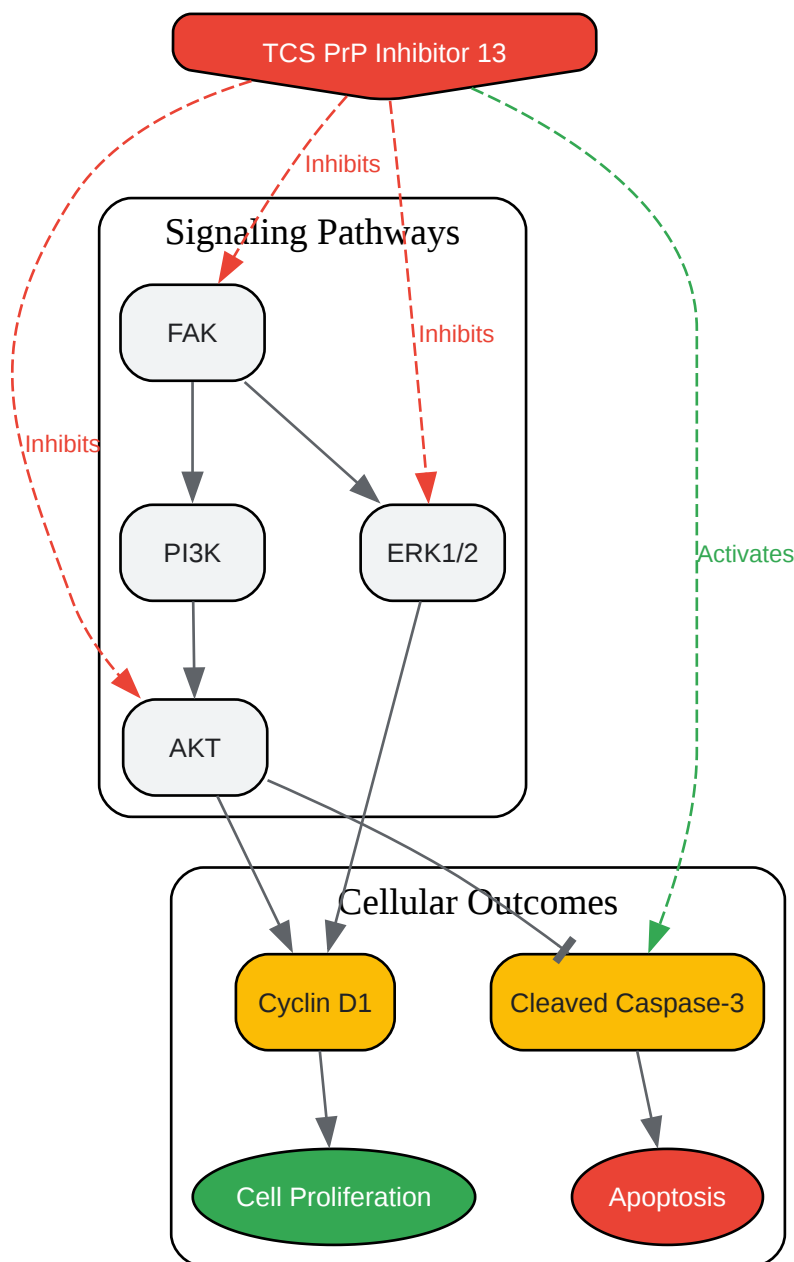 TCS PrP Inhibitor 13
Inhibits
Signaling Pathways
FAK
Inhibits
Inhibits
PI3K
ERK1/2
Activates
AKT
Cellular Outcomes
Cyclin D1
Cleaved Caspase-3
Cell Proliferation
Apoptosis